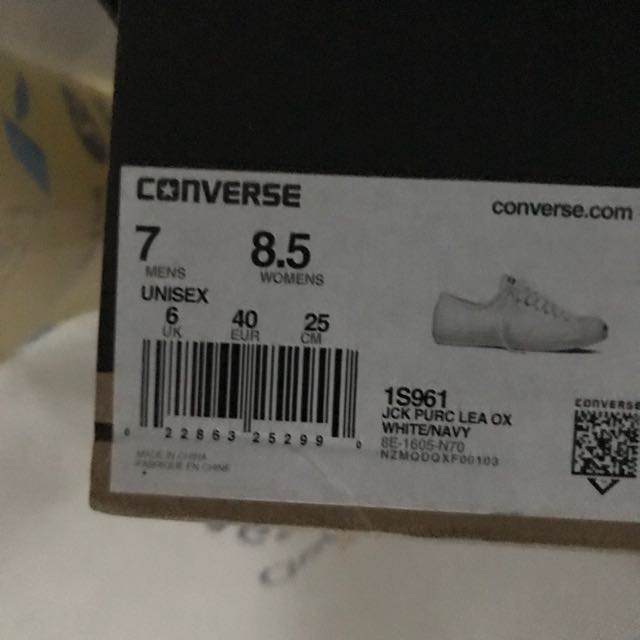 CONVERSE
converse.com
7 8.5
MENS WOMENS
UNISEX
6 40 25
UK EUR CM
0 22863 25299 0
1S961
JCK PURC LEA OX
WHITE/NAVY
8E-1605-N70
NZMQDQXF00103
CONVERSE
MADE IN CHINA
FABRIQUE EN CHINE